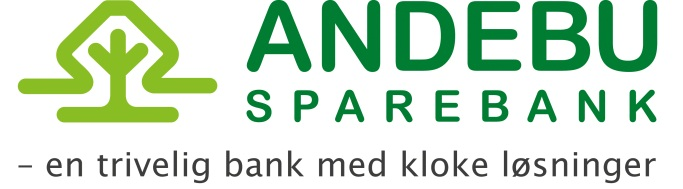 ANDEBU
SPAREBANK
– en trivelig bank med kloke løsninger